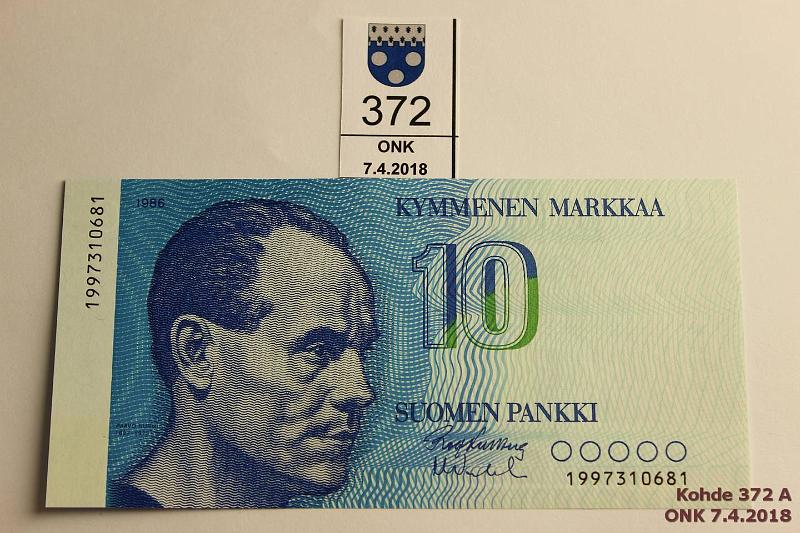 372
ONK
7.4.2018
1997310681
1986
KYMMENEN MARKKAA
10
SUOMEN PANKKI
1997310681
Kohde 372 A
ONK 7.4.2018